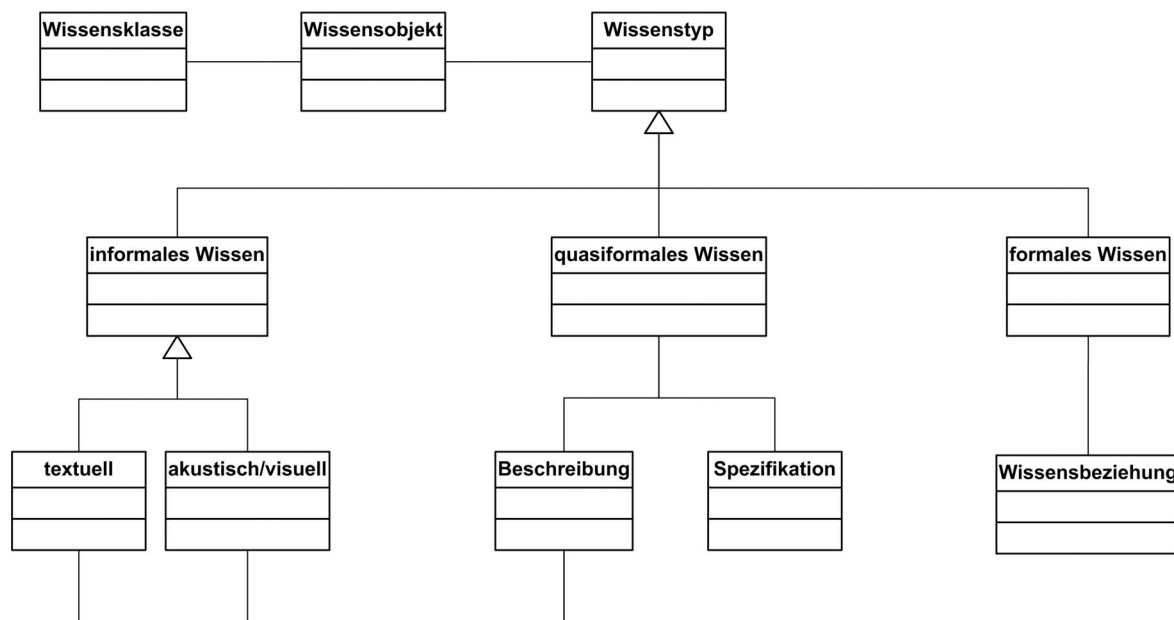 Wissensklasse
Wissensobjekt
Wissenstyp
informales Wissen
quasiformales Wissen
formales Wissen
textuell
akustisch/visuell
Beschreibung
Spezifikation
Wissensbeziehung